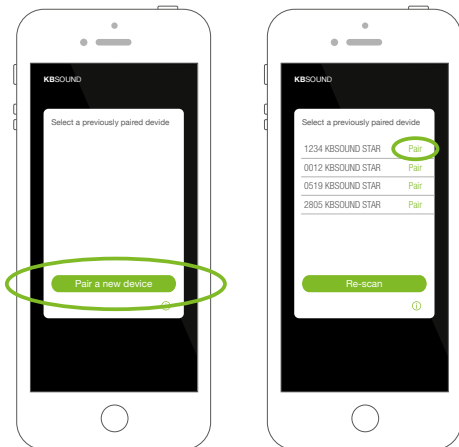 KBSOUND
Select a previously paired devide
Pair a new device
KBSOUND
Select a previously paired devide
1234 KBSOUND STAR Pair
0012 KBSOUND STAR Pair
0519 KBSOUND STAR Pair
2805 KBSOUND STAR Pair
Re-scan